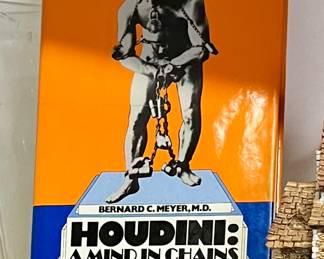 BERNARD C. MEYER, M.D.
HOUDINI:
A MIND IN CHAINS